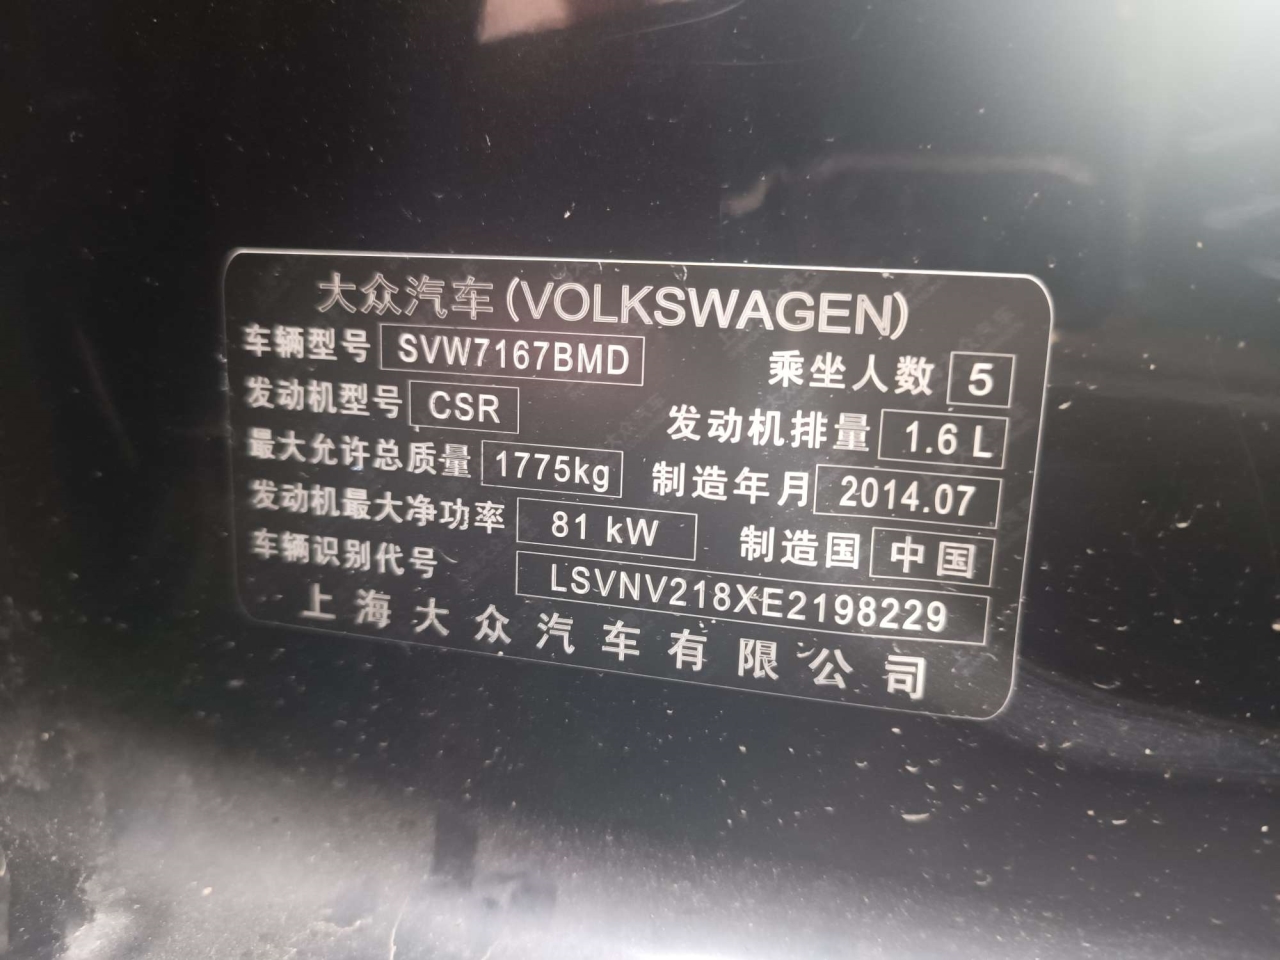 大众汽车(VOLKSWAGEN)
车辆型号 SVW7167BMD 乘坐人数 5
发动机型号 CSR 发动机排量 1.6 L
最大允许总质量 1775kg 制造年月 2014.07
发动机最大净功率 81 kW 制造国 中国
车辆识别代号 LSVNV218XE2198229
上海大众汽车有限公司